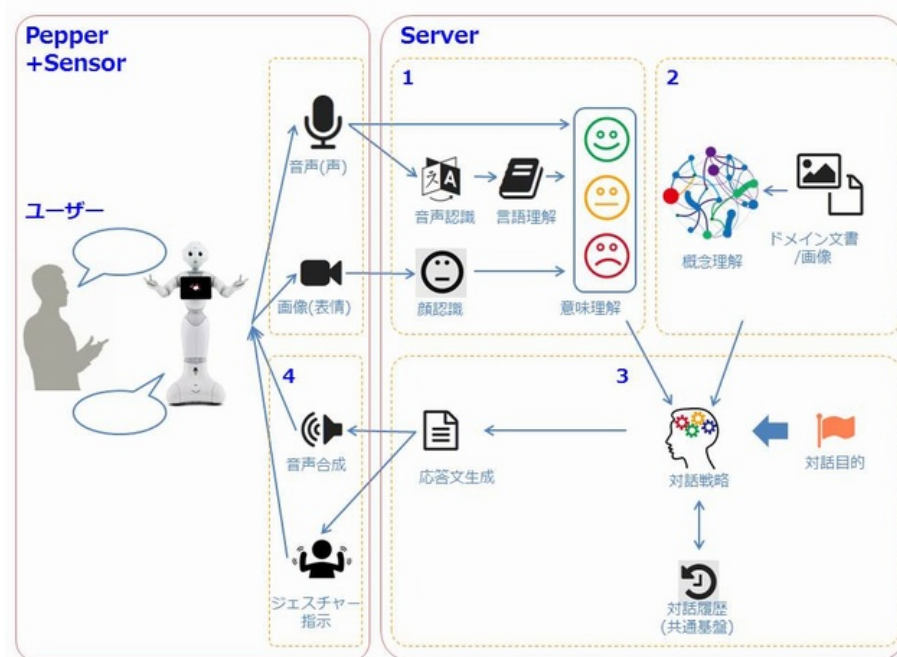 Pepper
+Sensor
Server
1
2
音声(声)
音声認識
言語理解
ユーザー
画像(表情)
顔認識
意味理解
概念理解
ドメイン文書
/画像
4
3
音声合成
応答文生成
対話戦略
対話目的
ジェスチャー
指示
対話履歴
(共通基盤)